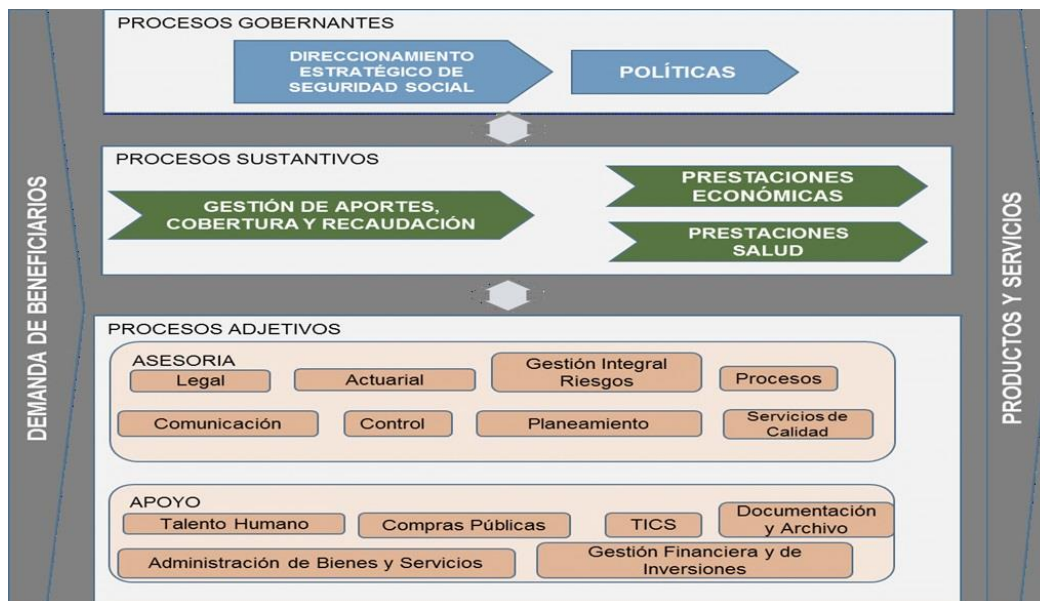 PROCESOS GOBERNANTES
DIRECCIONAMIENTO
ESTRATÉGICO DE
SEGURIDAD SOCIAL
POLÍTICAS
DEMANDA DE BENEFICIARIOS
PROCESOS SUSTANTIVOS
GESTIÓN DE APORTES,
COBERTURA Y RECAUDACIÓN
PRESTACIONES
ECONÓMICAS
PRESTACIONES
SALUD
PRODUCTOS Y SERVICIOS
PROCESOS ADJETIVOS
ASESORIA
Legal
Actuarial
Gestión Integral
Riesgos
Procesos
Comunicación
Control
Planeamiento
Servicios de
Calidad
APOYO
Talento Humano
Compras Públicas
TICS
Documentación
y Archivo
Administración de Bienes y Servicios
Gestión Financiera y de
Inversiones